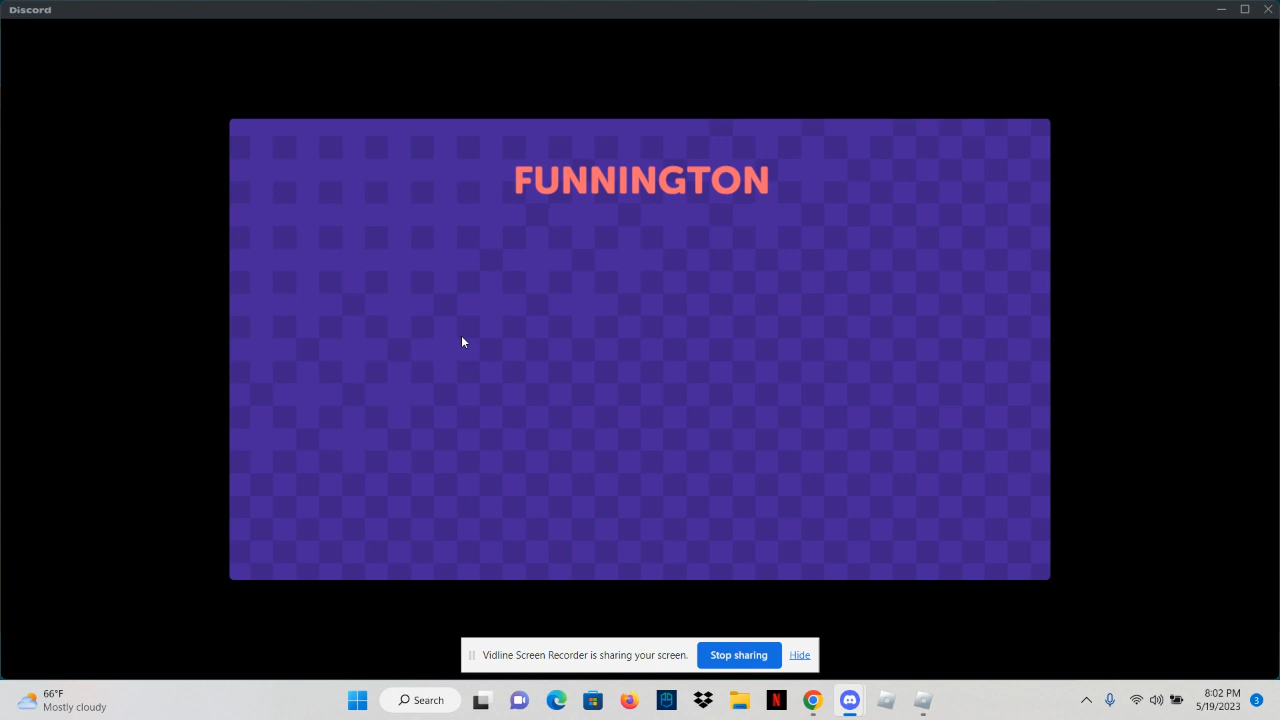 Discord
FUNNINGTON
Vidline Screen Recorder is sharing your screen.
Stop sharing
Hide
66°F
Mostly cloudy
Search
N
8:02 PM
5/19/2023
3